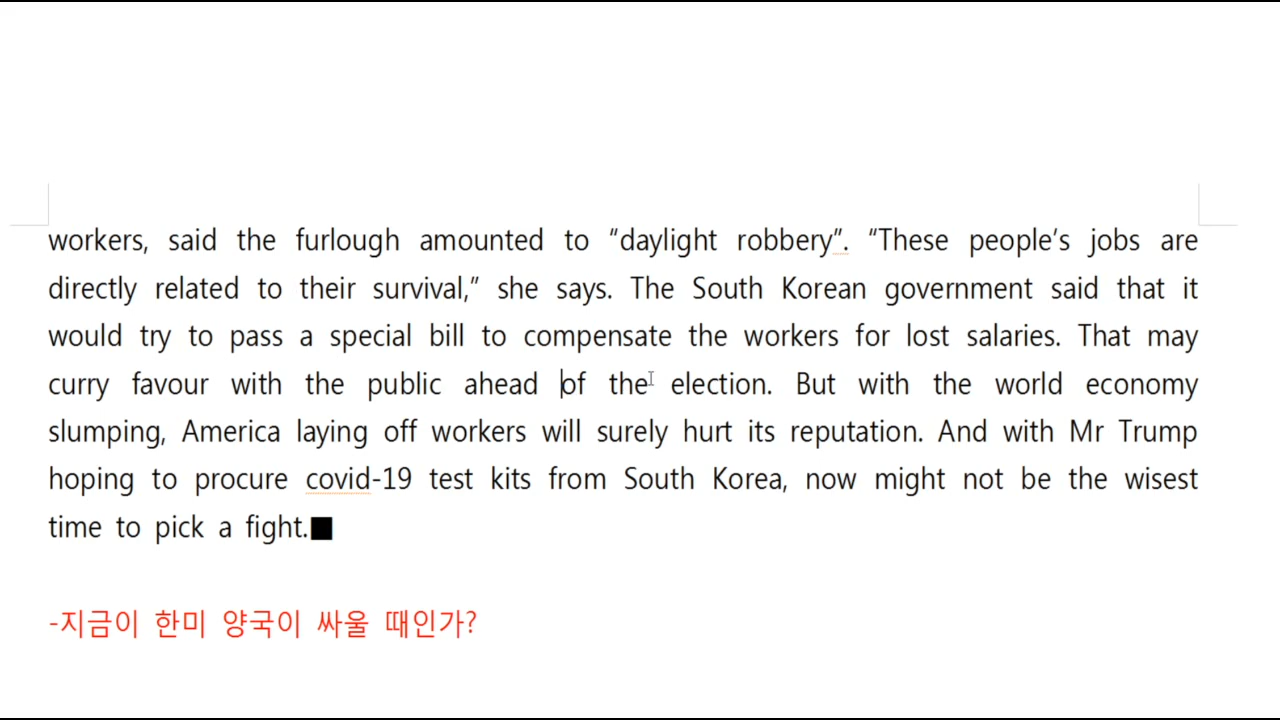 workers, said the furlough amounted to “daylight robbery”. “These people’s jobs are
directly related to their survival,” she says. The South Korean government said that it
would try to pass a special bill to compensate the workers for lost salaries. That may
curry favour with the public ahead of the election. But with the world economy
slumping, America laying off workers will surely hurt its reputation. And with Mr Trump
hoping to procure covid-19 test kits from South Korea, now might not be the wisest
time to pick a fight.■
-지금이 한미 양국이 싸울 때인가?